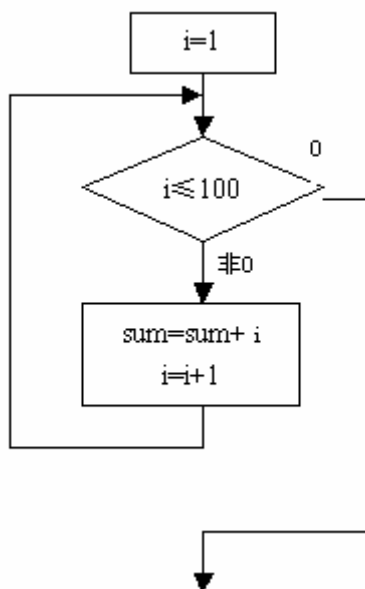 i=1
0
i≤100
非0
sum=sum+ i
i=i+1